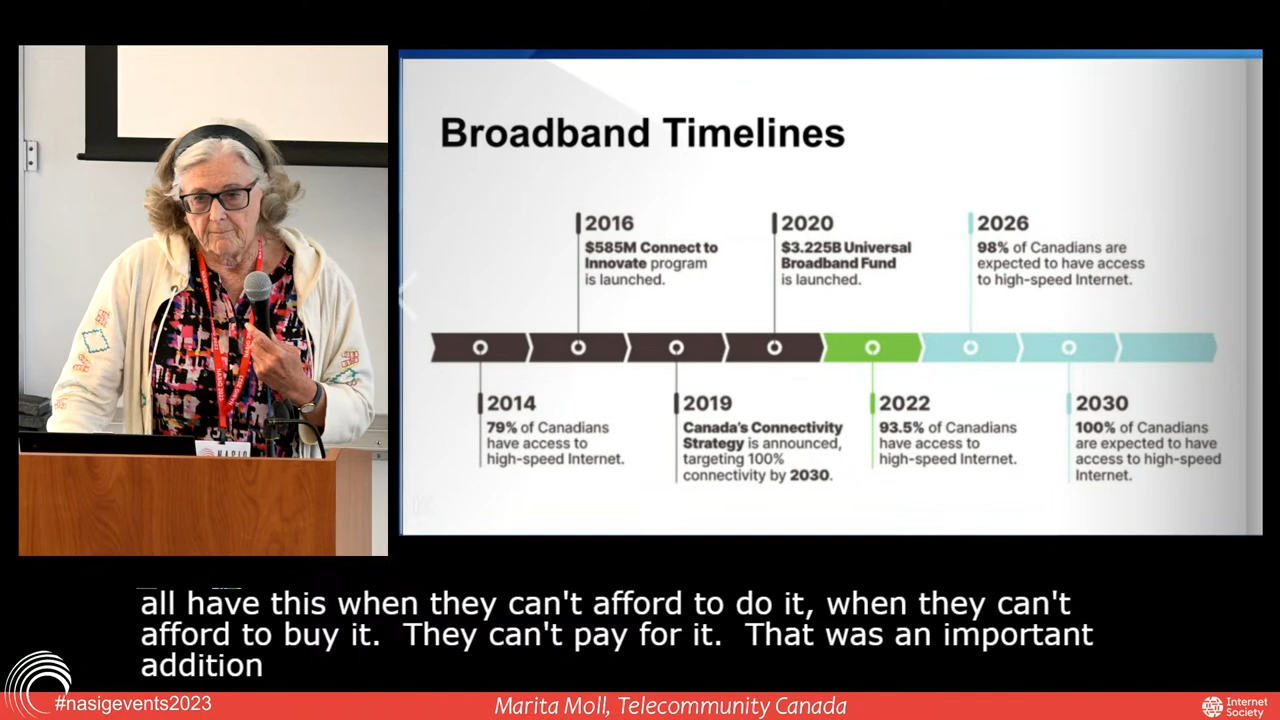 Broadband Timelines
2016
$585M Connect to
Innovate program
is launched.
2020
$3.225B Universal
Broadband Fund
is launched.
2026
98% of Canadians are
expected to have access
to high-speed Internet.
2014
79% of Canadians
have access to
high-speed Internet.
2019
Canada's Connectivity
Strategy is announced,
targeting 100%
connectivity by 2030.
2022
93.5% of Canadians
have access to
high-speed Internet.
2030
100% of Canadians
are expected to have
access to high-speed
Internet.
all have this when they can't afford to do it, when they can't
afford to buy it.  They can't pay for it.  That was an important
addition
#nasigevents2023
Marita Moll, Telecommunity Canada
Internet
Society